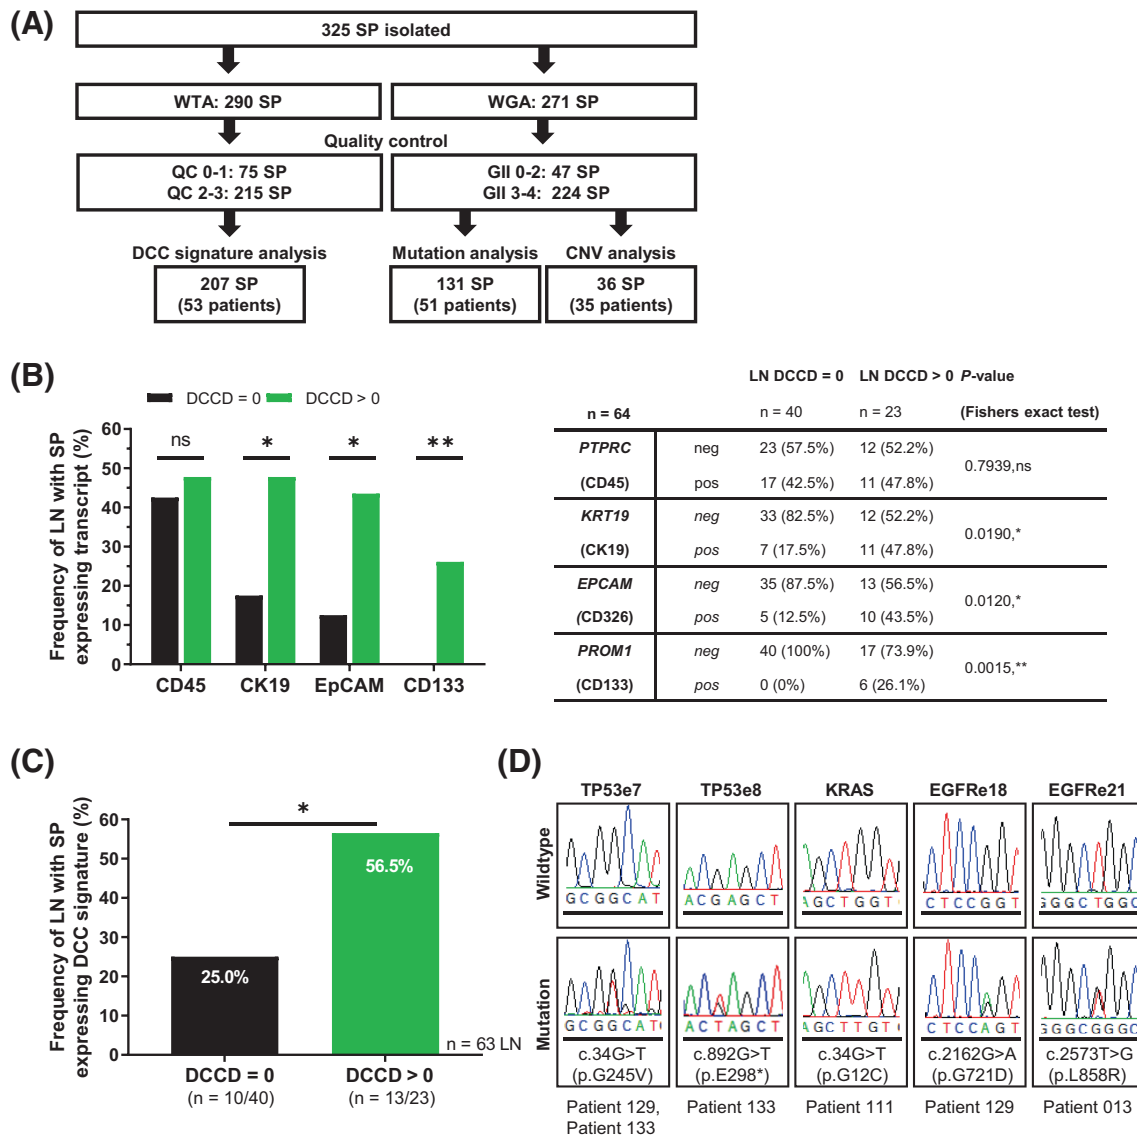 (A)
325 SP isolated
WTA: 290 SP
WGA: 271 SP
Quality control
QC 0-1: 75 SP
QC 2-3: 215 SP
GII 0-2: 47 SP
GII 3-4: 224 SP
DCC signature analysis
Mutation analysis
CNV analysis
207 SP
(53 patients)
131 SP
(51 patients)
36 SP
(35 patients)
(B)
DCCD = 0
DCCD > 0
Frequency of LN with SP
expressing transcript (%)
60
50
40
30
20
10
0
ns
*
*
**
CD45
CK19
EpCAM
CD133
LN DCCD = 0 LN DCCD > 0 P-value
n = 64 n = 40 n = 23 (Fishers exact test)
PTPRC neg 23 (57.5%) 12 (52.2%)
0.7939,ns
(CD45) pos 17 (42.5%) 11 (47.8%)
KRT19 neg 33 (82.5%) 12 (52.2%)
0.0190,*
(CK19) pos 7 (17.5%) 11 (47.8%)
EPCAM neg 35 (87.5%) 13 (56.5%)
0.0120,*
(CD326) pos 5 (12.5%) 10 (43.5%)
PROM1 neg 40 (100%) 17 (73.9%)
0.0015,**
(CD133) pos 0 (0%) 6 (26.1%)
(C)
Frequency of LN with SP
expressing DCC signature (%)
60
50
40
30
20
10
0
*
25.0%
56.5%
n = 63 LN
DCCD = 0
(n = 10/40)
DCCD > 0
(n = 13/23)
(D)
TP53e7
TP53e8
KRAS
EGFRe18
EGFRe21
Wildtype
GCGGCAT
ACGAGCT
AGCTGGT
CTCCGGT
GGGCTGGC
Mutation
GCGGCAT
ACTAGCT
AGCTTGT
CTCCAGT
GGGCGGGC
c.34G>T
(p.G245V)
c.892G>T
(p.E298*)
c.34G>T
(p.G12C)
c.2162G>A
(p.G721D)
c.2573T>G
(p.L858R)
Patient 129,
Patient 133
Patient 133
Patient 111
Patient 129
Patient 013